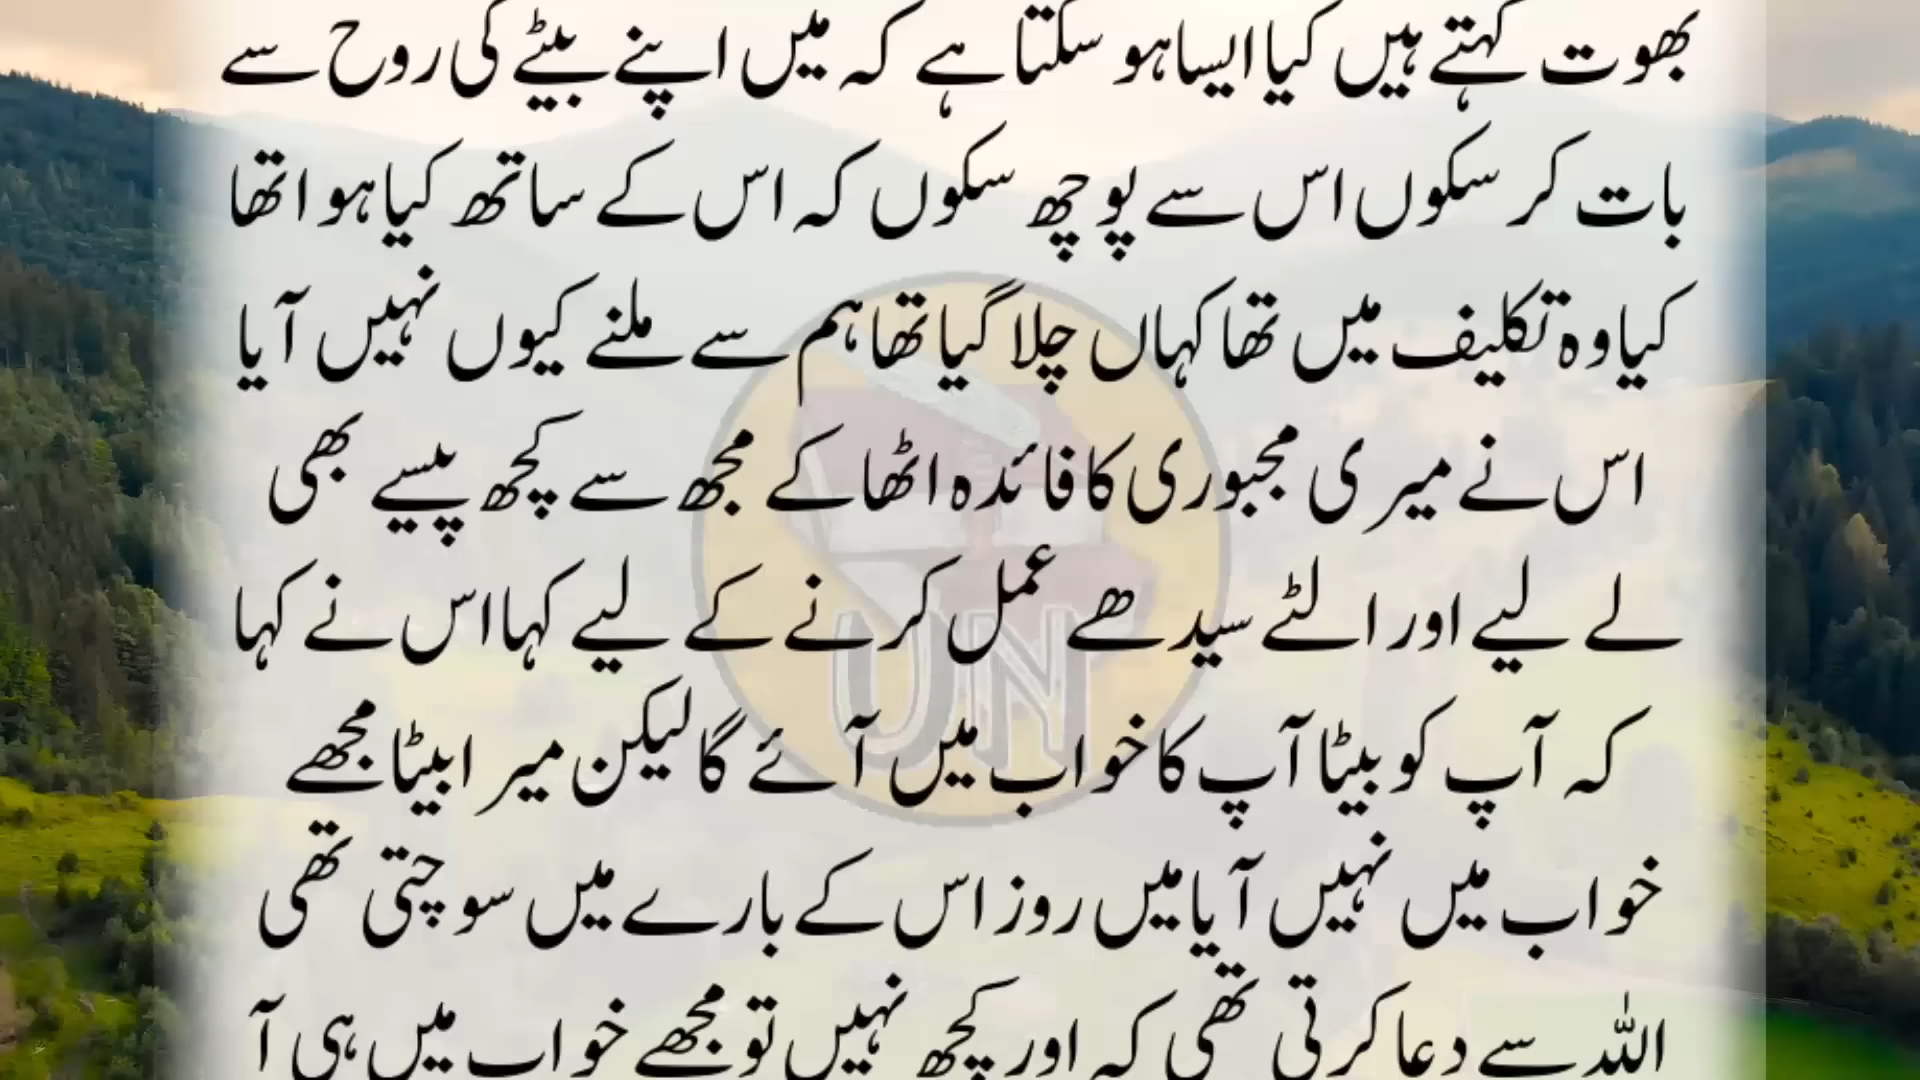 بھوت کہتے ہیں کیا ایسا ہو سکتا ہے کہ میں اپنے بیٹے کی روح سے
بات کر سکوں اس سے پوچھ سکوں کہ اس کے ساتھ کیا ہوا تھا
کیا وہ تکلیف میں تھا کہاں چلا گیا تھا ہم سے ملنے کیوں نہیں آیا
اس نے میری مجبوری کا فائدہ اٹھا کے مجھ سے کچھ پیسے بھی
لے لیے اور الٹے سیدھے عمل کرنے کے لیے کہا اس نے کہا
کہ آپ کو بیٹا آپ کا خواب میں آئے گا لیکن میرا بیٹا مجھے
خواب میں نہیں آیا میں روز اس کے بارے میں سوچتی تھی
اللہ سے دعا کرتی تھی کہ اور کچھ نہیں تو مجھے خواب میں ہی آ
UN